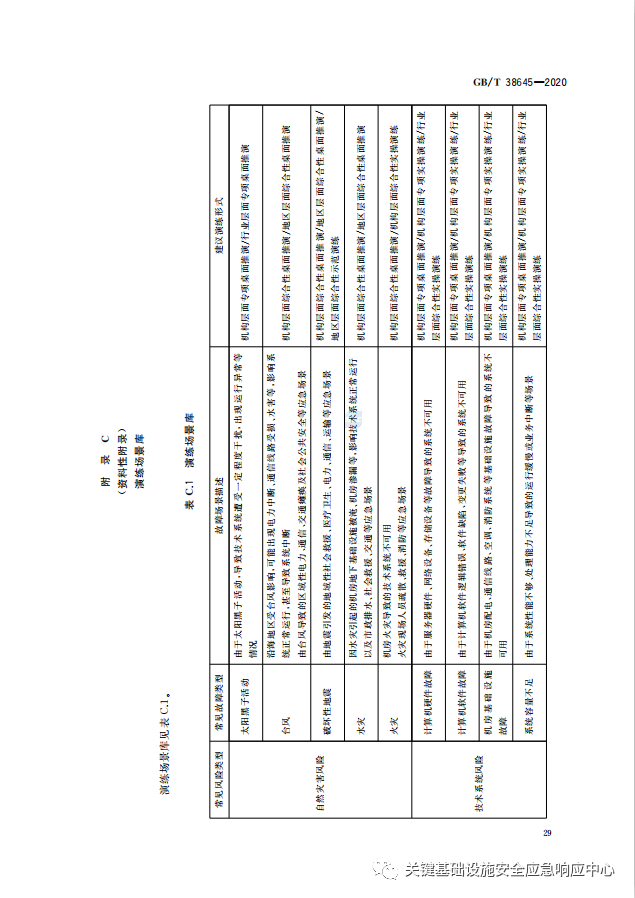 GB/T 38645—2020
附 录 C
(资料性附录)
演练场景库
演练场景库见表 C.1。
表 C.1 演练场景库
常见风险类型 常见故障类型 故障场景描述 建议演练形式
自然灾害风险
太阳黑子活动
由于太阳黑子活动,导致技术系统遭受一定程度干扰,出现运行异常等
情况
机构层面专项桌面推演/行业层面专项桌面推演
台风
沿海地区受台风影响,可能出现电力中断、通信线路受损、水害等,影响系
统正常运行,甚至导致系统中断
由台风导致的区域性电力、通信、交通瘫痪及社会公共安全等应急场景
机构层面综合性桌面推演/地区层面综合性桌面推演
破坏性地震
由地震引发的地域性社会救援、医疗卫生、电力、通信、运输等应急场景
机构层面综合性桌面推演/地区层面综合性桌面推演/
地区层面综合性示范演练
水灾
因水灾引起的机房地下基础设施被淹、机房渗漏等,影响技术系统正常运行
以及市政排水、社会救援、交通等应急场景
机构层面综合性桌面推演/地区层面综合性桌面推演
火灾
机房火灾导致的技术系统不可用
火灾现场人员疏散、救援、消防等应急场景
机构层面综合性桌面推演/机构层面综合性实操演练
技术系统风险
计算机硬件故障
由于服务器硬件、网络设备、存储设备等故障导致的系统不可用
机构层面专项桌面推演/机构层面专项实操演练/行业
层面综合性实操演练
计算机软件故障
由于计算机软件逻辑错误、软件缺陷、变更失败等导致的系统不可用
机构层面专项桌面推演/机构层面专项实操演练/行业
层面综合性实操演练
机房基础设施
故障
由于机房配电、通信线路、空调、消防系统等基础设施故障导致的系统不
可用
机构层面专项桌面推演/机构层面专项实操演练/行业
层面综合性实操演练
系统容量不足
由于系统性能不够、处理能力不足导致的运行缓慢或业务中断等场景
机构层面专项桌面推演/机构层面专项实操演练/行业
层面综合性实操演练
29
关键基础设施安全应急响应中心